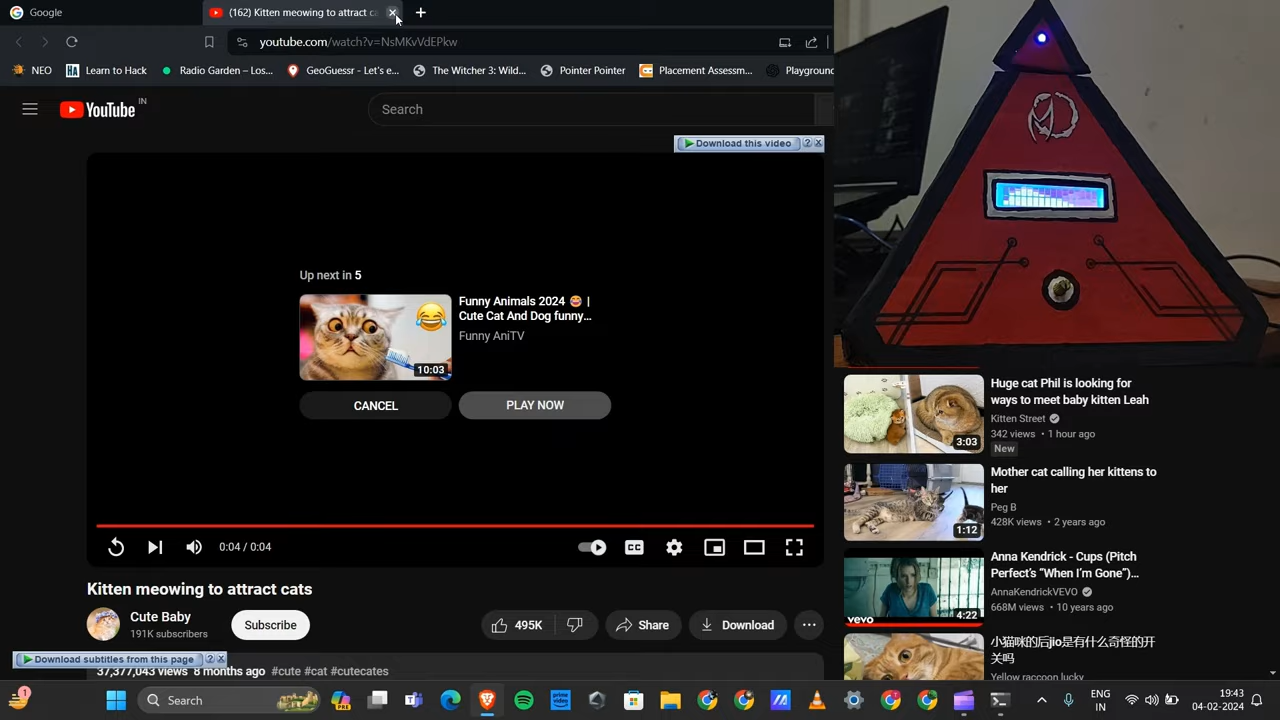 Google
(162) Kitten meowing to attract ca
youtube.com/watch?v=NsMKvVdEPkw
NEO
Learn to Hack
Radio Garden – Los...
GeoGuessr - Let's e...
The Witcher 3: Wild...
Pointer Pointer
Placement Assessm...
Playground
YouTube IN
Search
Download this video
Up next in 5
10:03
Funny Animals 2024 🤣 |
Cute Cat And Dog funny...
Funny AniTV
CANCEL
PLAY NOW
0:04 / 0:04
CC
Kitten meowing to attract cats
Cute Baby
191K subscribers
Subscribe
495K
Share
Download
Download subtitles from this page
37,377,043 views 8 months ago #cute #cat #cutecates
3:03
Huge cat Phil is looking for
ways to meet baby kitten Leah
Kitten Street
342 views • 1 hour ago
New
1:12
Mother cat calling her kittens to
her
Peg B
428K views • 2 years ago
vevo
4:22
Anna Kendrick - Cups (Pitch
Perfect's “When I'm Gone”)...
AnnaKendrickVEVO
668M views • 10 years ago
小猫咪的后jio是有什么奇怪的开
关吗
Yellow raccoon lucky
1
Search
ENG
IN
19:43
04-02-2024